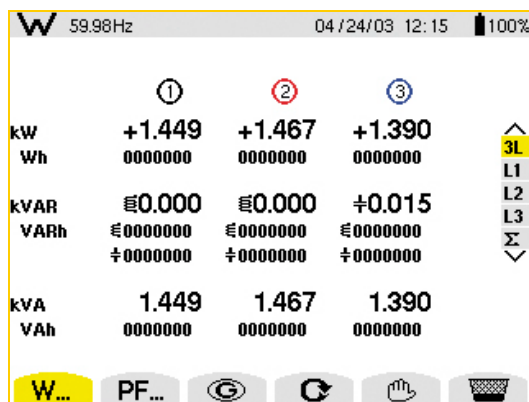 W 59.98Hz 04/24/03 12:15 100%
1 2 3
kW +1.449 +1.467 +1.390
Wh 0000000 0000000 0000000
kVAR 0.000 0.000 0.015
VARh 0000000 0000000 0000000
0000000 0000000 0000000
kVA 1.449 1.467 1.390
VAh 0000000 0000000 0000000
3L
L1
L2
L3
Σ
W... PF... G